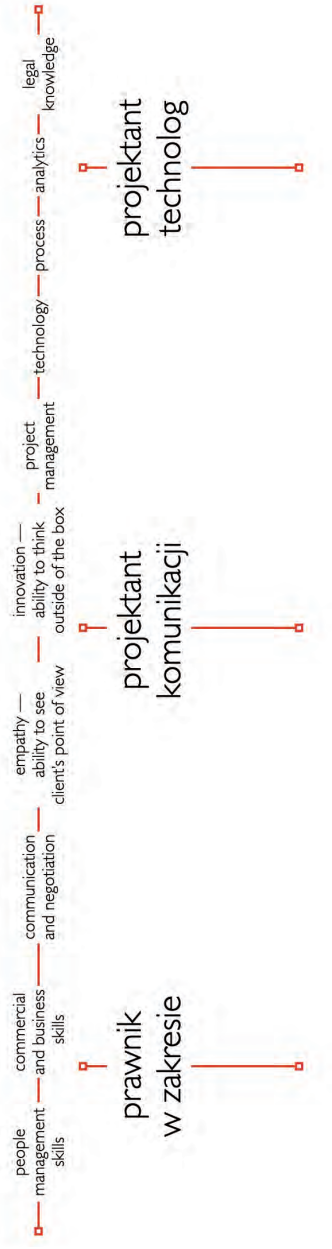 people
management
skills
commercial
and business
skills
communication
and negotiation
empathy —
ability to see
client's point of view
innovation —
ability to think
outside of the box
project
management
technology
process
analytics
legal
knowledge
prawnik
w zakresie
projektant
komunikacji
projektant
technolog